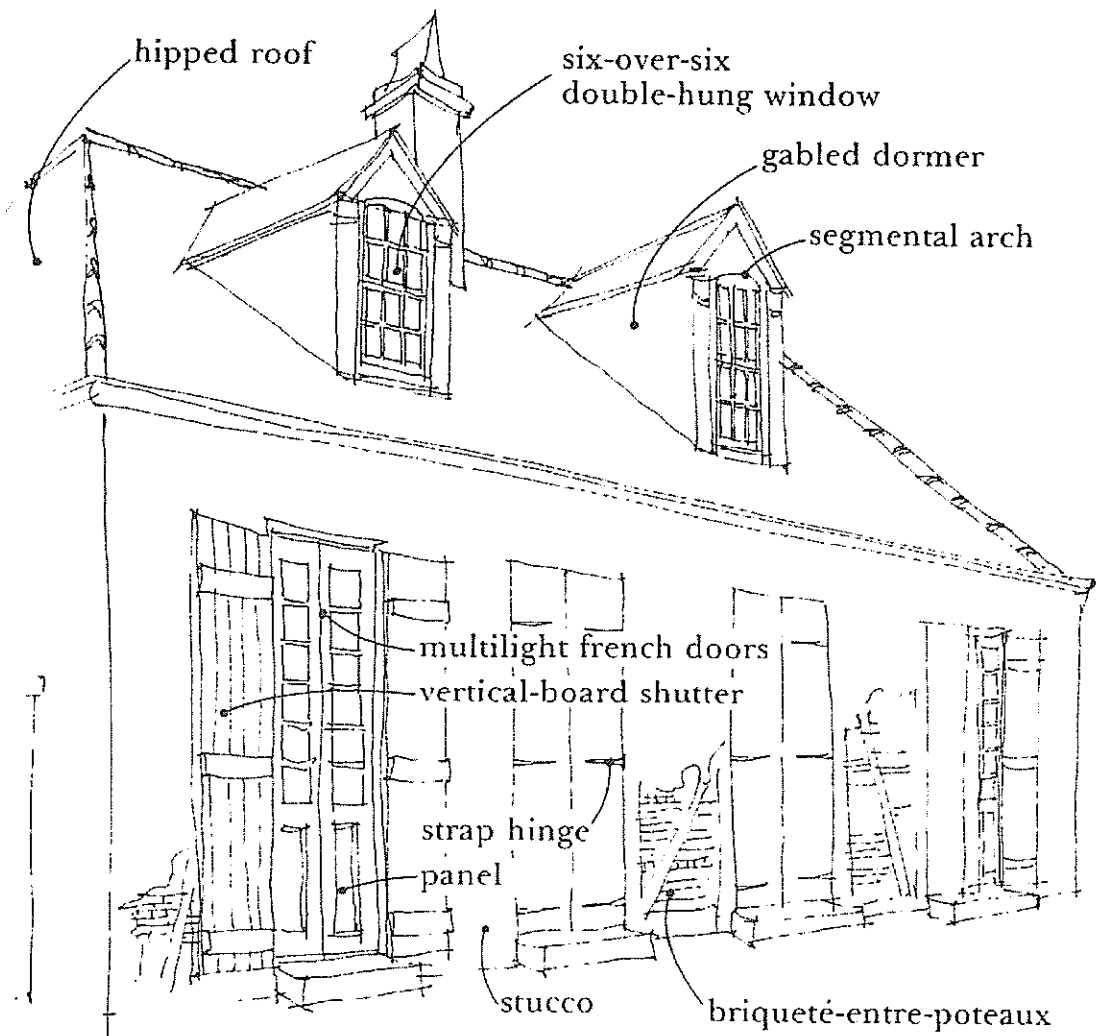 hipped roof
six-over-six
double-hung window
gabled dormer
segmental arch
multilight french doors
vertical-board shutter
strap hinge
panel
stucco
briqueté-entre-poteaux